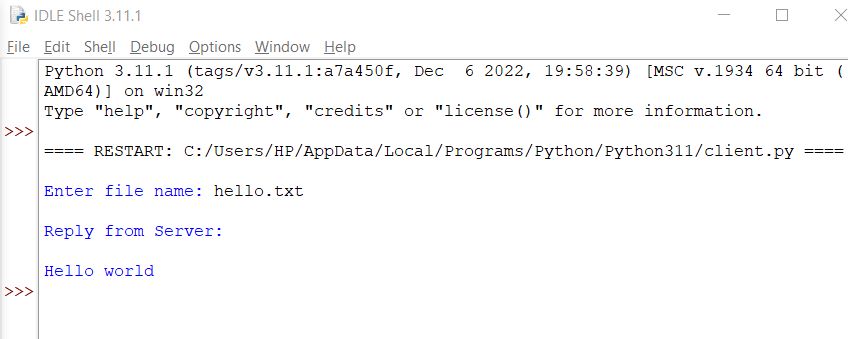 IDLE Shell 3.11.1
File Edit Shell Debug Options Window Help
Python 3.11.1 (tags/v3.11.1:a7a450f, Dec  6 2022, 19:58:39) [MSC v.1934 64 bit (
AMD64)] on win32
Type "help", "copyright", "credits" or "license()" for more information.
>>>
==== RESTART: C:/Users/HP/AppData/Local/Programs/Python/Python311/client.py ====
Enter file name: hello.txt
Reply from Server:
Hello world
>>>